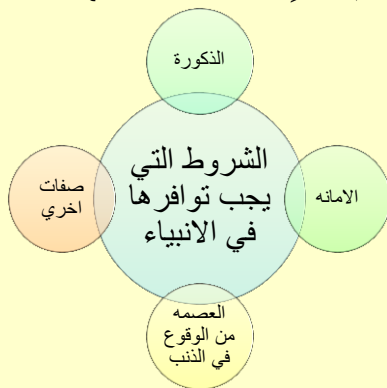 الذكورة
الشروط التي
يجب توافرها
في الانبياء
الامانه
العصمه
من الوقوع
في الذنب
صفات
اخري